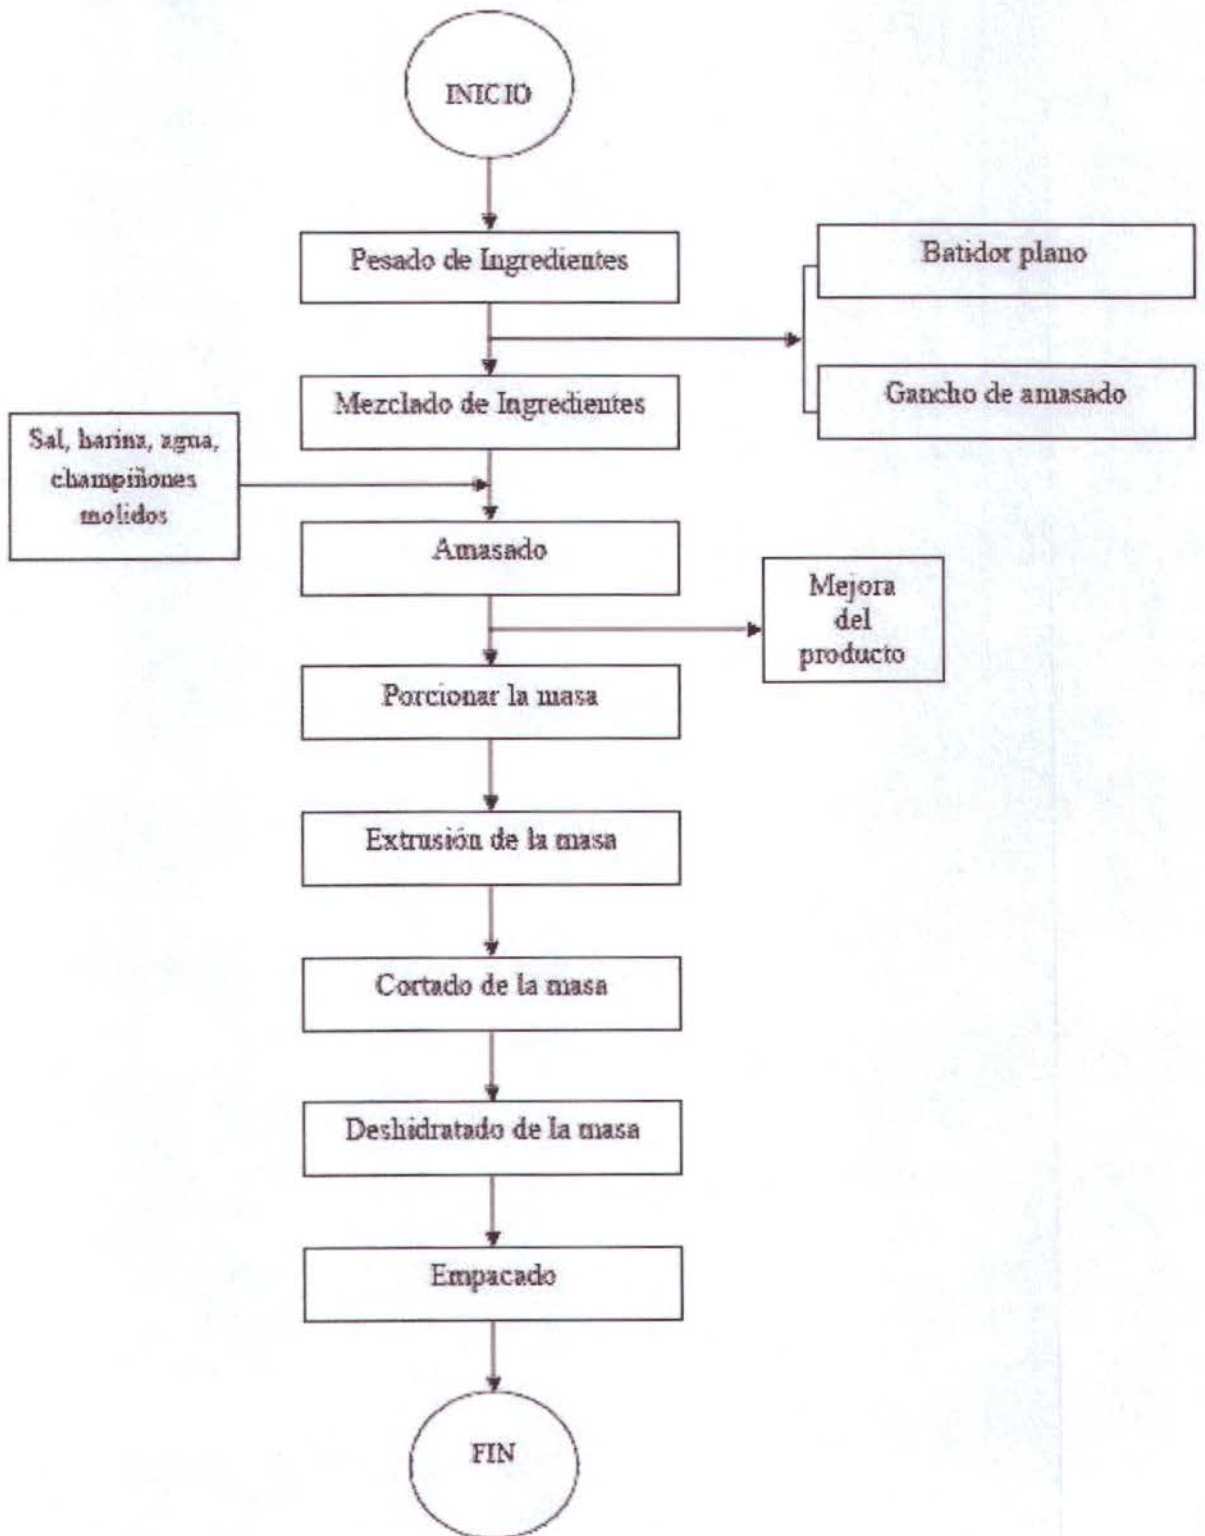 INICIO
Pesado de Ingredientes
Batidor plano
Mezclado de Ingredientes
Gancho de amasado
Sal, harina, agua,
champiñones
molidos
Amasado
Mejora
del
producto
Porcionar la masa
Extrusión de la masa
Cortado de la masa
Deshidratado de la masa
Empacado
FIN